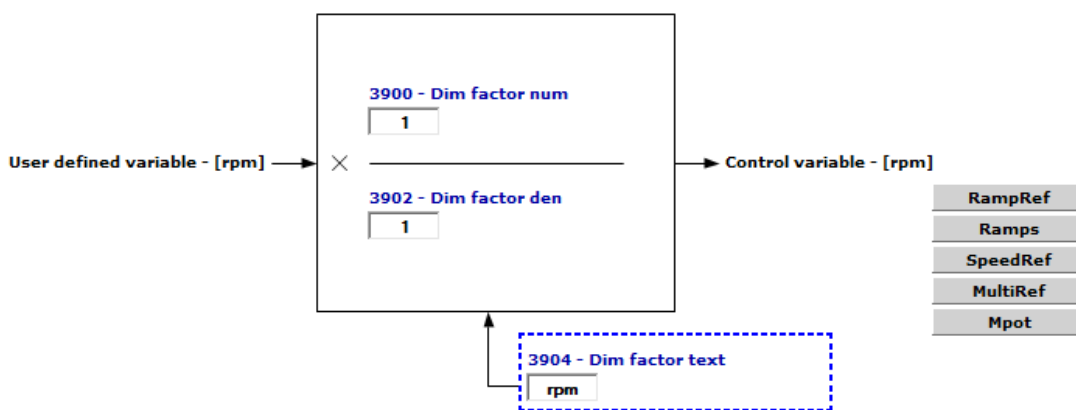 3900 - Dim factor num
1
User defined variable - [rpm]
×
Control variable - [rpm]
3902 - Dim factor den
1
RampRef
Ramps
SpeedRef
MultiRef
Mpot
3904 - Dim factor text
rpm